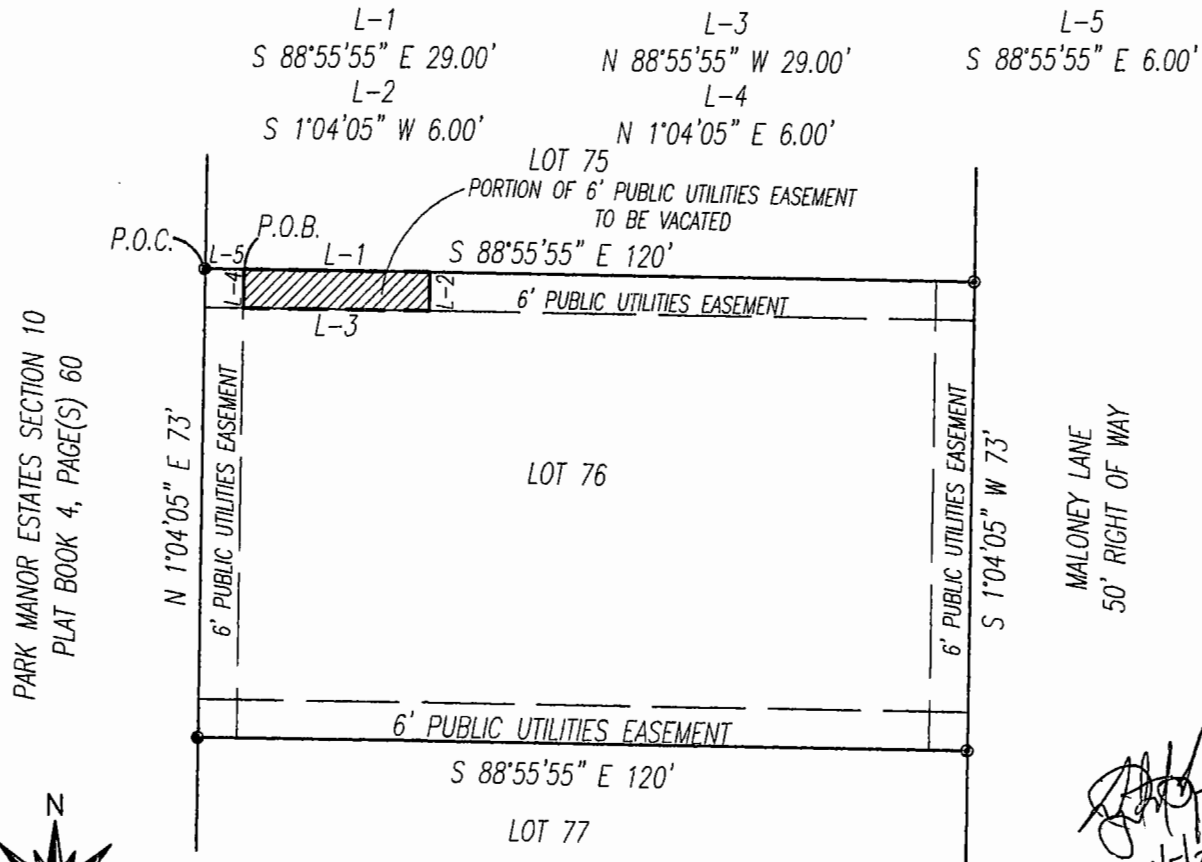 L-1
S 88°55'55" E 29.00'
L-2
S 1°04'05" W 6.00'
L-3
N 88°55'55" W 29.00'
L-4
N 1°04'05" E 6.00'
L-5
S 88°55'55" E 6.00'
LOT 75
PORTION OF 6' PUBLIC UTILITIES EASEMENT
TO BE VACATED
P.O.C.
P.O.B.
L-5
L-1
S 88°55'55" E 120'
L-4
L-2
6' PUBLIC UTILITIES EASEMENT
L-3
PARK MANOR ESTATES SECTION 10
PLAT BOOK 4, PAGE(S) 60
N 1°04'05" E 73'
6' PUBLIC UTILITIES EASEMENT
LOT 76
6' PUBLIC UTILITIES EASEMENT
S 1°04'05" W 73'
MALONEY LANE
50' RIGHT OF WAY
6' PUBLIC UTILITIES EASEMENT
S 88°55'55" E 120'
LOT 77
N